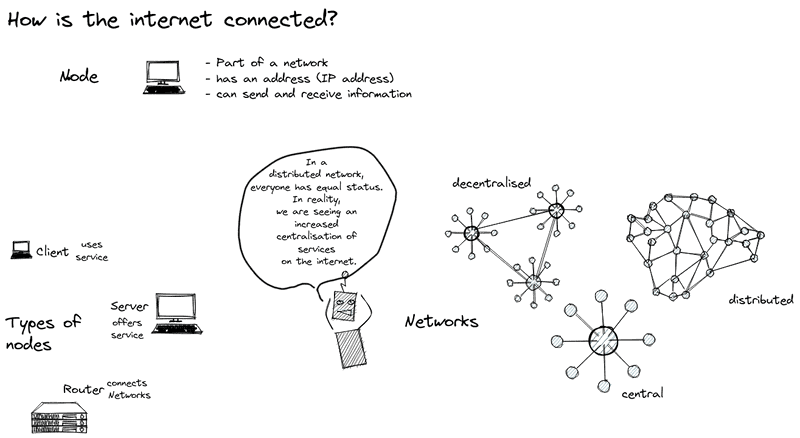 How is the internet connected?
Node
- Part of a network
- has an address (IP address)
- can send and receive information
In a
distributed network,
everyone has equal status.
In reality,
we are seeing an
increased
centralisation of
services
on the internet.
decentralised
distributed
central
Networks
Client
uses
service
Server
offers
service
Types of
nodes
Router
connects
Networks